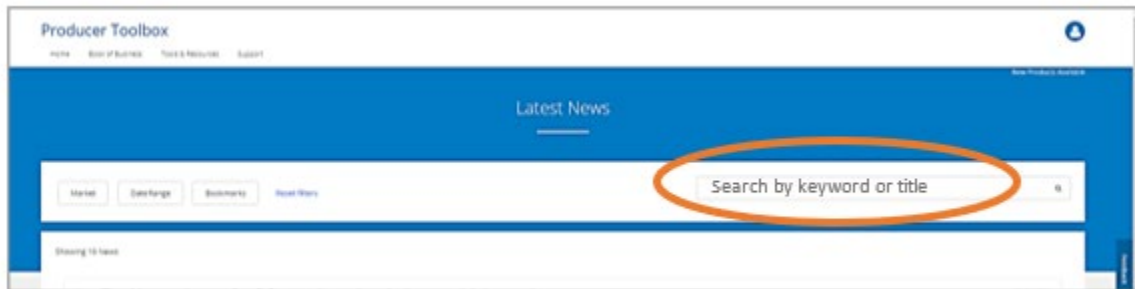 Producer Toolbox
Home Book of Business Tools & Resources Support
New Products Available
Latest News
Market Date Range Bookmarks Reset filters Search by keyword or title
Showing 16 News
Feedback